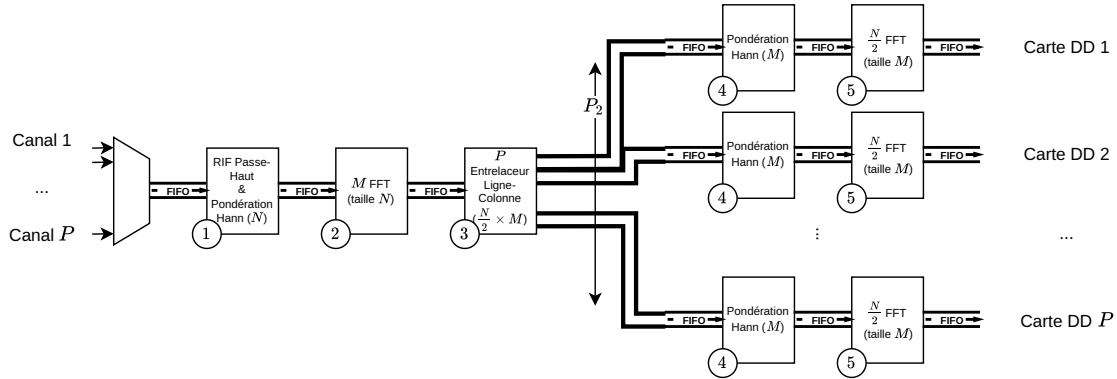 Canal 1
...
Canal P
FIFO
RIF Passe-
Haut
&
Pondération
Hann (N)
1
FIFO
M FFT
(taille N)
2
FIFO
P
Entrelaceur
Ligne-
Colonne
(N/2 × M)
3
P₂
FIFO
Pondération
Hann (M)
4
FIFO
N/2 FFT
(taille M)
5
FIFO
Carte DD 1
FIFO
Pondération
Hann (M)
4
FIFO
N/2 FFT
(taille M)
5
FIFO
Carte DD 2
⋮
...
FIFO
Pondération
Hann (M)
4
FIFO
N/2 FFT
(taille M)
5
FIFO
Carte DD P